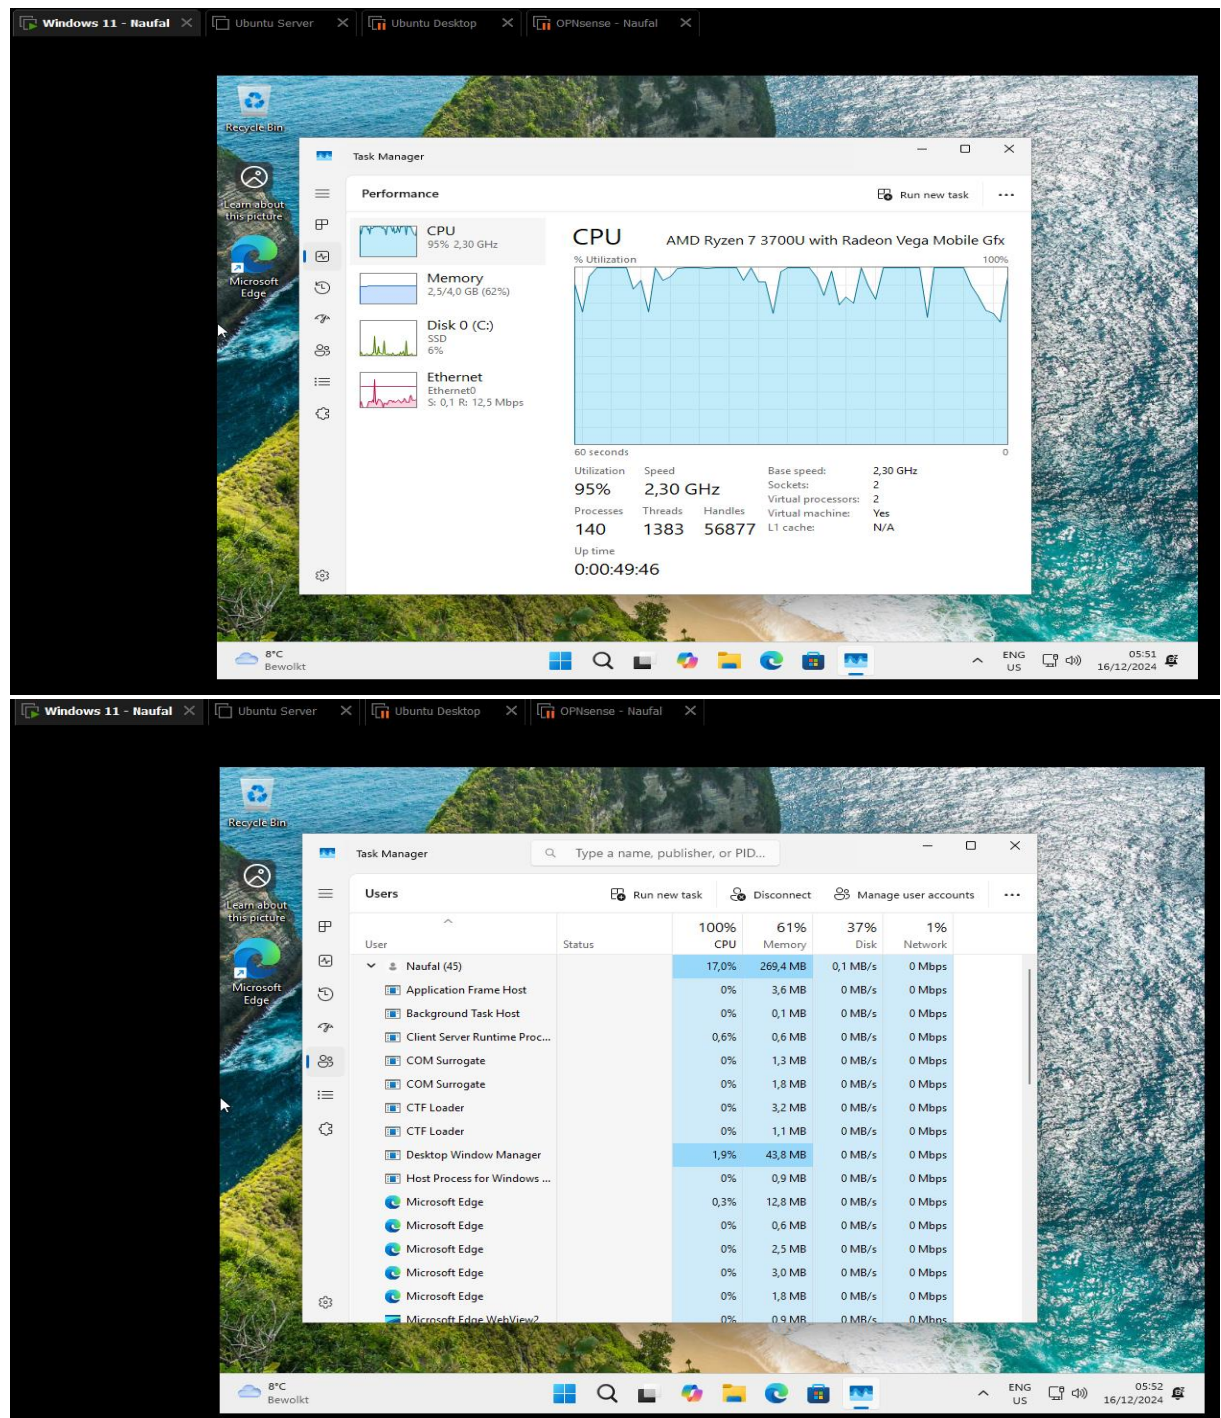 Windows 11 - Naufal
Ubuntu Server
Ubuntu Desktop
OPNsense - Naufal
Recycle Bin
Learn about
this picture
Microsoft
Edge
Task Manager
Performance
Run new task
CPU
95% 2,30 GHz
Memory
2,5/4,0 GB (62%)
Disk 0 (C:)
SSD
6%
Ethernet
Ethernet0
S: 0,1 R: 12,5 Mbps
CPU AMD Ryzen 7 3700U with Radeon Vega Mobile Gfx
% Utilization 100%
60 seconds 0
Utilization Speed
95% 2,30 GHz
Processes Threads Handles
140 1383 56877
Up time
0:00:49:46
Base speed: 2,30 GHz
Sockets: 2
Virtual processors: 2
Virtual machine: Yes
L1 cache: N/A
8°C
Bewolkt
ENG
US
05:51
16/12/2024
Windows 11 - Naufal
Ubuntu Server
Ubuntu Desktop
OPNsense - Naufal
Recycle Bin
Learn about
this picture
Microsoft
Edge
Task Manager
Type a name, publisher, or PID...
Users
Run new task
Disconnect
Manage user accounts
100% 61% 37% 1%
User Status CPU Memory Disk Network
Naufal (45) 17,0% 269,4 MB 0,1 MB/s 0 Mbps
Application Frame Host 0% 3,6 MB 0 MB/s 0 Mbps
Background Task Host 0% 0,1 MB 0 MB/s 0 Mbps
Client Server Runtime Proc... 0,6% 0,6 MB 0 MB/s 0 Mbps
COM Surrogate 0% 1,3 MB 0 MB/s 0 Mbps
COM Surrogate 0% 1,8 MB 0 MB/s 0 Mbps
CTF Loader 0% 3,2 MB 0 MB/s 0 Mbps
CTF Loader 0% 1,1 MB 0 MB/s 0 Mbps
Desktop Window Manager 1,9% 43,8 MB 0 MB/s 0 Mbps
Host Process for Windows ... 0% 0,9 MB 0 MB/s 0 Mbps
Microsoft Edge 0,3% 12,8 MB 0 MB/s 0 Mbps
Microsoft Edge 0% 0,6 MB 0 MB/s 0 Mbps
Microsoft Edge 0% 2,5 MB 0 MB/s 0 Mbps
Microsoft Edge 0% 3,0 MB 0 MB/s 0 Mbps
Microsoft Edge 0% 1,8 MB 0 MB/s 0 Mbps
Microsoft Edge WebView2 0% 0,9 MB 0 MB/s 0 Mbps
8°C
Bewolkt
ENG
US
05:52
16/12/2024